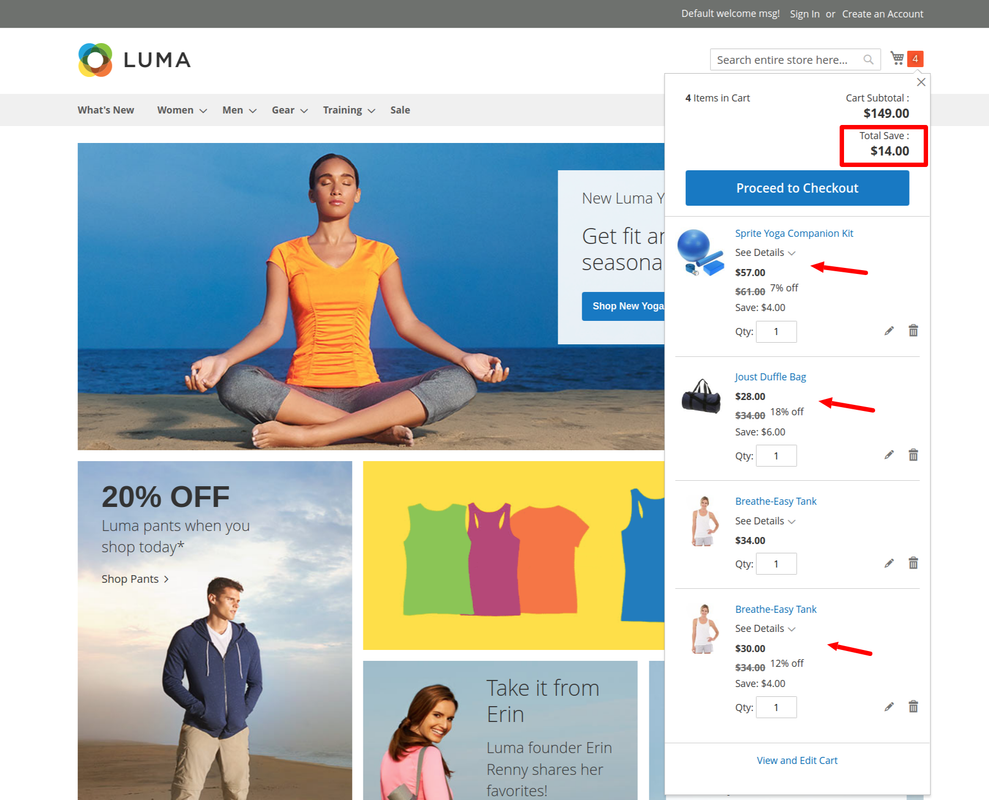 Default welcome msg! Sign In or Create an Account
LUMA
Search entire store here...
4
What's New Women Men Gear Training Sale
4 Items in Cart
Cart Subtotal :
$149.00
Total Save :
$14.00
Proceed to Checkout
New Luma Y
Get fit ar
seasona
Shop New Yoga
Sprite Yoga Companion Kit
See Details
$57.00
$61.00 7% off
Save: $4.00
Qty: 1
Joust Duffle Bag
$28.00
$34.00 18% off
Save: $6.00
Qty: 1
Breathe-Easy Tank
See Details
$34.00
Qty: 1
Breathe-Easy Tank
See Details
$30.00
$34.00 12% off
Save: $4.00
Qty: 1
View and Edit Cart
20% OFF
Luma pants when you
shop today*
Shop Pants
Take it from
Erin
Luma founder Erin
Renny shares her
favorites!